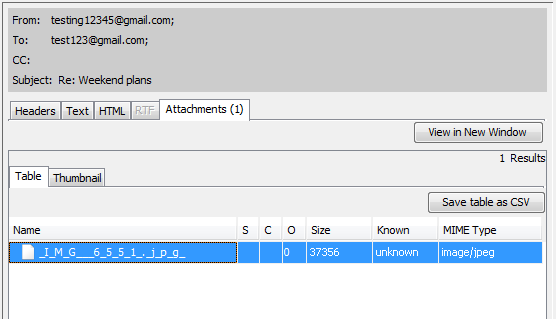 From: testing12345@gmail.com;
To: test123@gmail.com;
CC:
Subject: Re: Weekend plans
Headers Text HTML RTF Attachments (1)
View in New Window
1 Results
Table Thumbnail
Save table as CSV
Name S C O Size Known MIME Type
_I_M_G___6_5_5_1_._j_p_g_ 0 37356 unknown image/jpeg